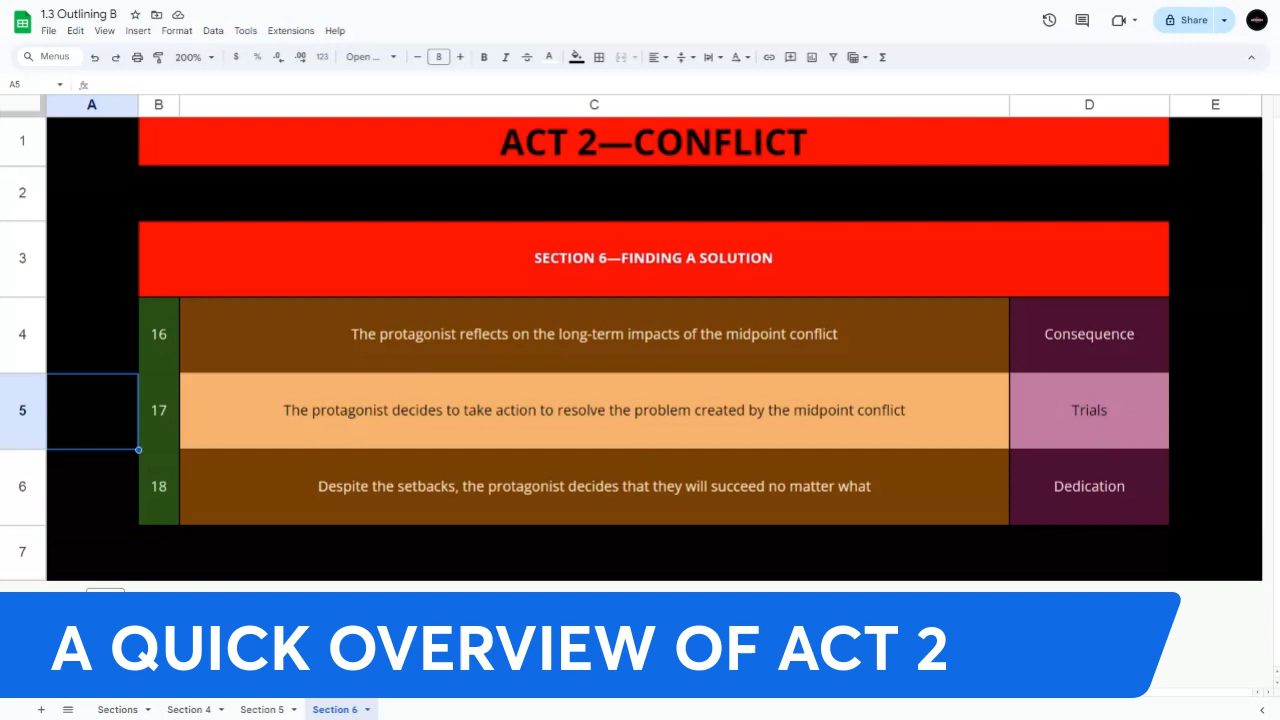 1.3 Outlining B
File Edit View Insert Format Data Tools Extensions Help
Share
Menus 200% $ % .0 .00 123 Open ... − 8 + B I A Σ
A5 fx
A B C D E
1 ACT 2—CONFLICT
2
3 SECTION 6—FINDING A SOLUTION
4 16 The protagonist reflects on the long-term impacts of the midpoint conflict Consequence
5 17 The protagonist decides to take action to resolve the problem created by the midpoint conflict Trials
6 18 Despite the setbacks, the protagonist decides that they will succeed no matter what Dedication
7
A QUICK OVERVIEW OF ACT 2
+ Sections Section 4 Section 5 Section 6